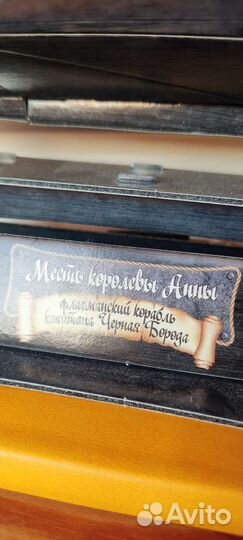 Месть королевы Анны
флагманский корабль
капитана Черная Борода
Avito